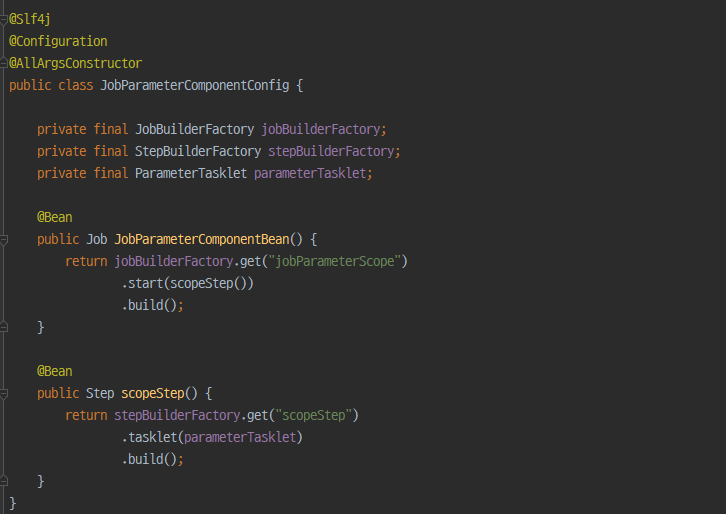 @Slf4j
@Configuration
@AllArgsConstructor
public class JobParameterComponentConfig {
private final JobBuilderFactory jobBuilderFactory;
private final StepBuilderFactory stepBuilderFactory;
private final ParameterTasklet parameterTasklet;
@Bean
public Job JobParameterComponentBean() {
return jobBuilderFactory.get("jobParameterScope")
.start(scopeStep())
.build();
}
@Bean
public Step scopeStep() {
return stepBuilderFactory.get("scopeStep")
.tasklet(parameterTasklet)
.build();
}
}